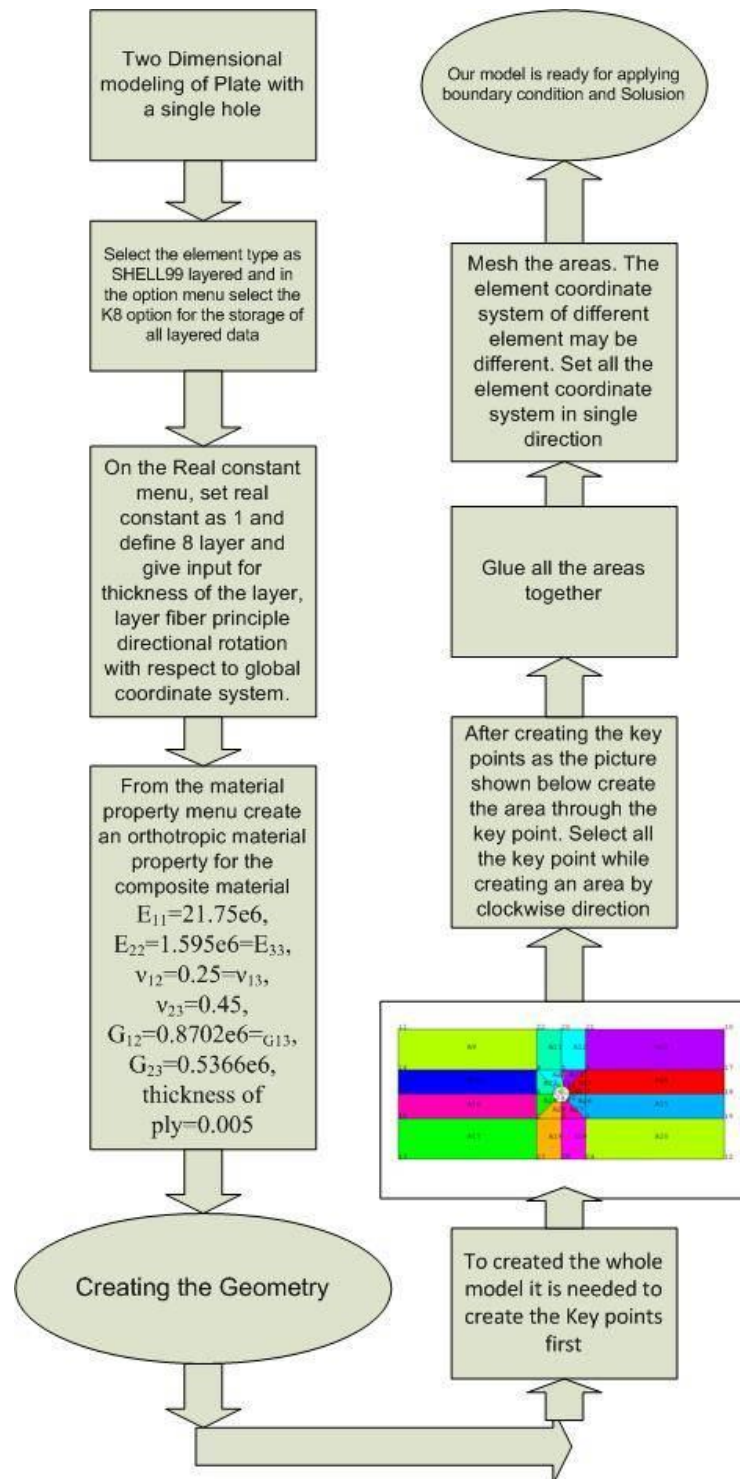 Two Dimensional
modeling of Plate with
a single hole
Select the element type as
SHELL99 layered and in
the option menu select the
K8 option for the storage of
all layered data
On the Real constant
menu, set real
constant as 1 and
define 8 layer and
give input for
thickness of the layer,
layer fiber principle
directional rotation
with respect to global
coordinate system.
From the material
property menu create
an orthotropic material
property for the
composite material
E₁₁=21.75e6,
E₂₂=1.595e6=E₃₃,
ν₁₂=0.25=ν₁₃,
ν₂₃=0.45,
G₁₂=0.8702e6=G₁₃,
G₂₃=0.5366e6,
thickness of
ply=0.005
Creating the Geometry
To created the whole
model it is needed to
create the Key points
first
After creating the key
points as the picture
shown below create
the area through the
key point. Select all
the key point while
creating an area by
clockwise direction
Glue all the areas
together
Mesh the areas. The
element coordinate
system of different
element may be
different. Set all the
element coordinate
system in single
direction
Our model is ready for applying
boundary condition and Solusion